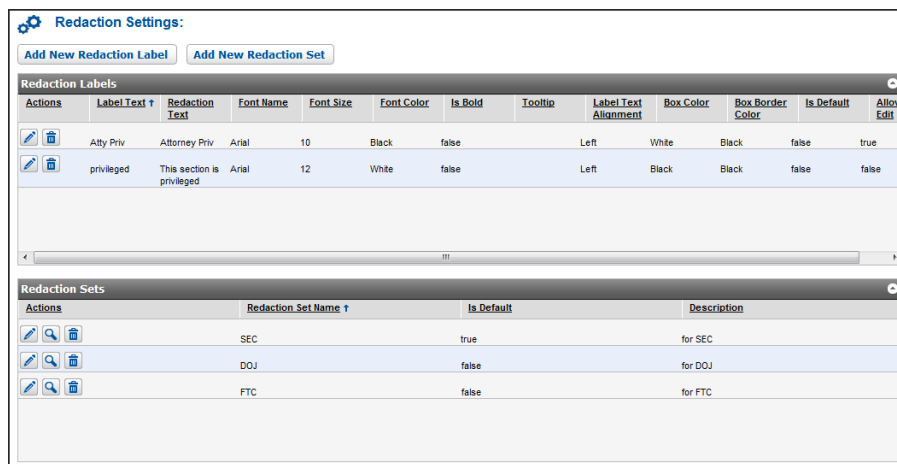 Redaction Settings:
Add New Redaction Label Add New Redaction Set
Redaction Labels
Actions Label Text ↑ Redaction Text Font Name Font Size Font Color Is Bold Tooltip Label Text Alignment Box Color Box Border Color Is Default Allow Edit
Atty Priv Attorney Priv Arial 10 Black false Left White Black false true
privileged This section is privileged Arial 12 White false Left Black Black false false
Redaction Sets
Actions Redaction Set Name ↑ Is Default Description
SEC true for SEC
DOJ false for DOJ
FTC false for FTC